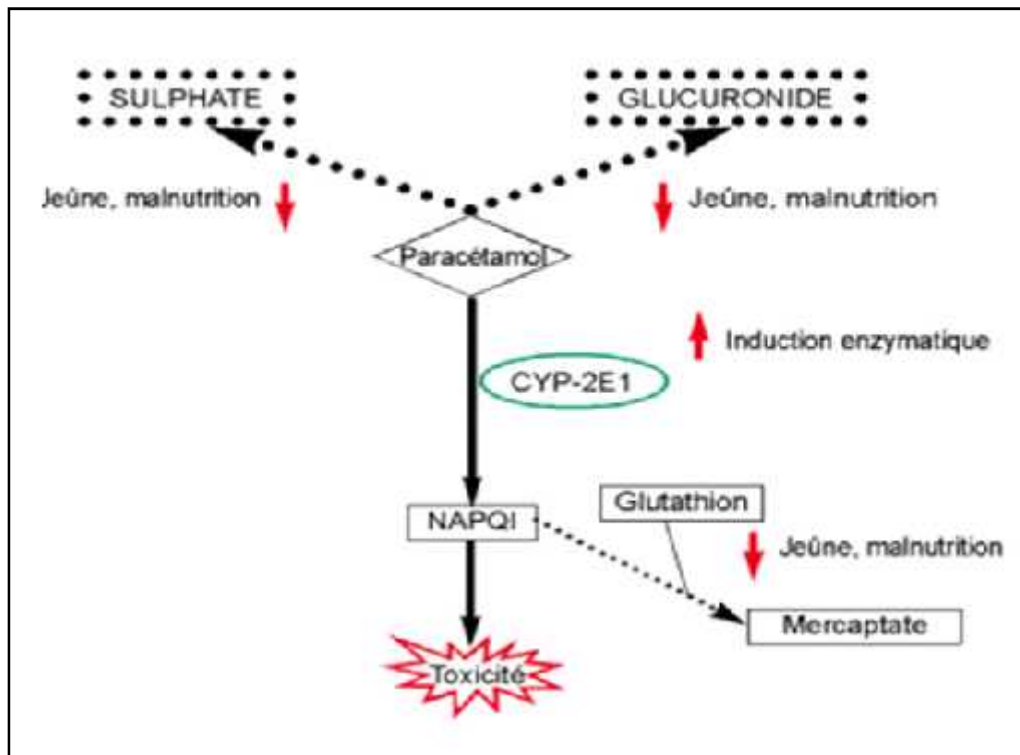 SULPHATE
GLUCURONIDE
Jeûne, malnutrition
Jeûne, malnutrition
Paracétamol
Induction enzymatique
CYP-2E1
Glutathion
NAPQI
Jeûne, malnutrition
Mercaptate
Toxicité